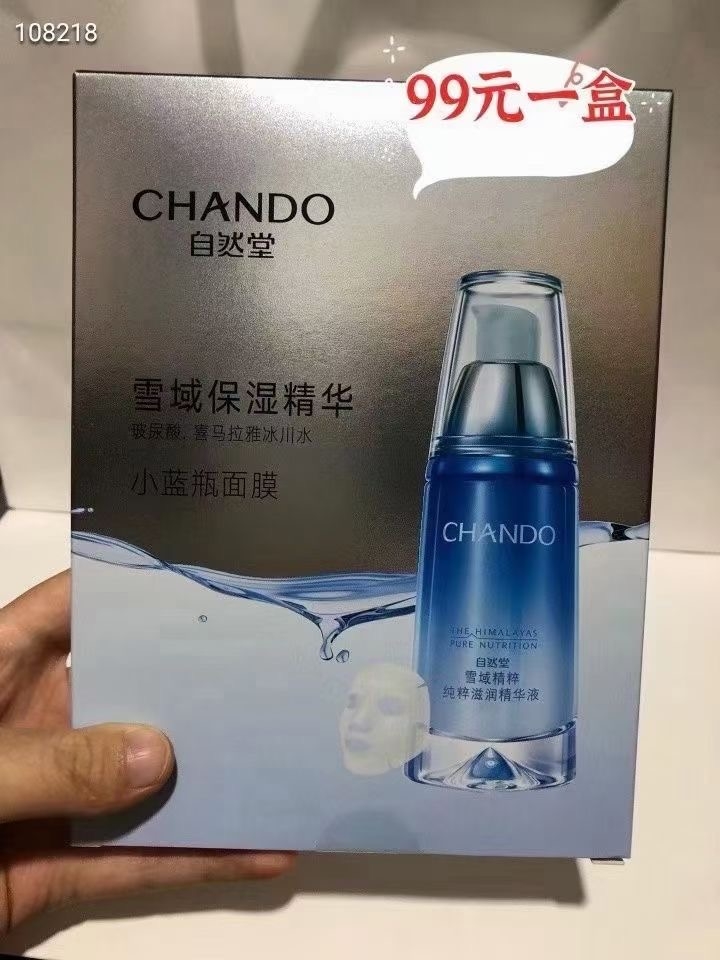 108218
99元一盒
CHANDO
自然堂
雪域保湿精华
玻尿酸, 喜马拉雅冰川水
小蓝瓶面膜
CHANDO
THE HIMALAYAS
PURE NUTRITION
自然堂
雪域精粹
纯粹滋润精华液